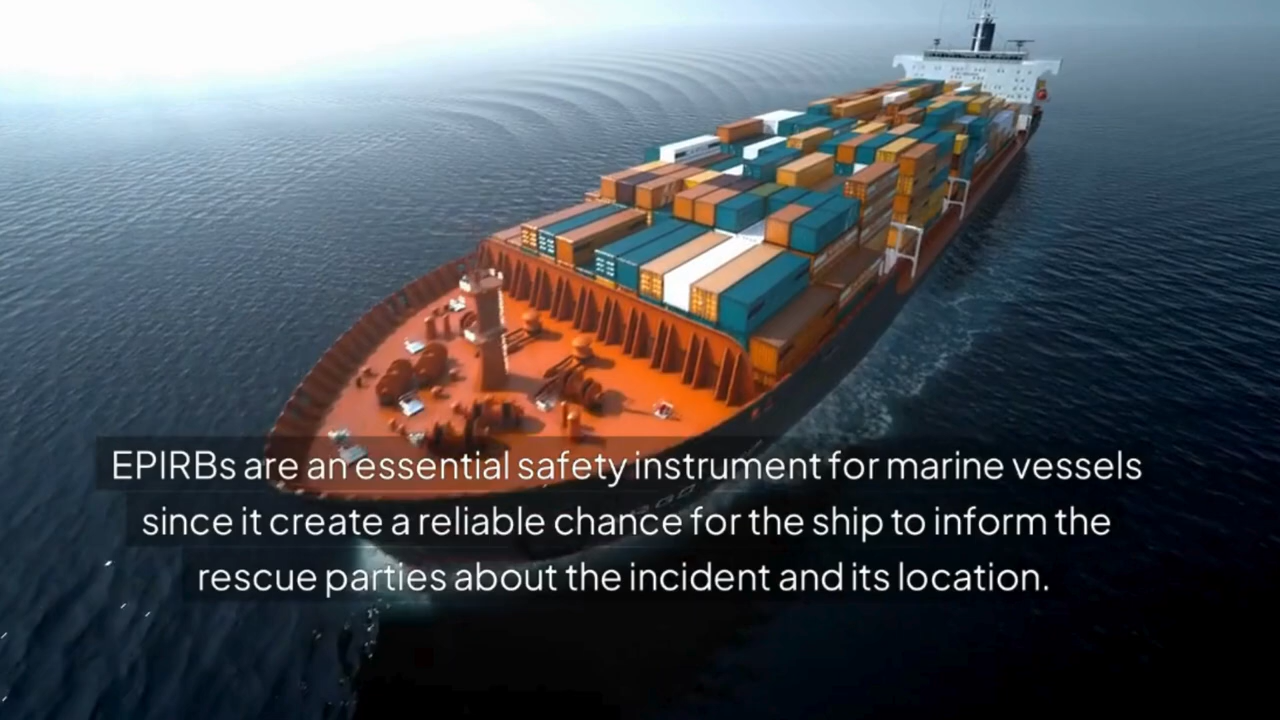 EPIRBs are an essential safety instrument for marine vessels
since it create a reliable chance for the ship to inform the
rescue parties about the incident and its location.